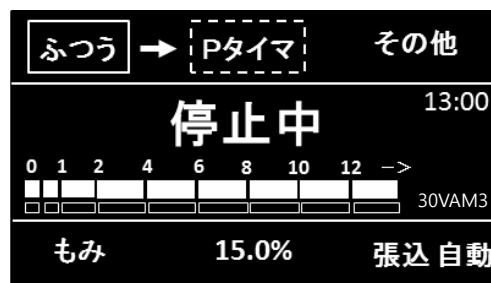 ふつう → Pタイマ その他
13:00
停止中
0 1 2 4 6 8 10 12 -->
30VAM3
もみ 15.0% 張込 自動